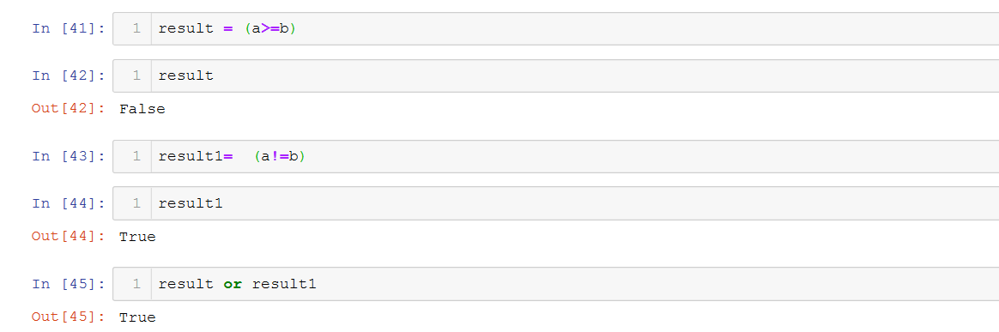 In [41]: 1 result = (a>=b)
In [42]: 1 result
Out[42]: False
In [43]: 1 result1=  (a!=b)
In [44]: 1 result1
Out[44]: True
In [45]: 1 result or result1
Out[45]: True